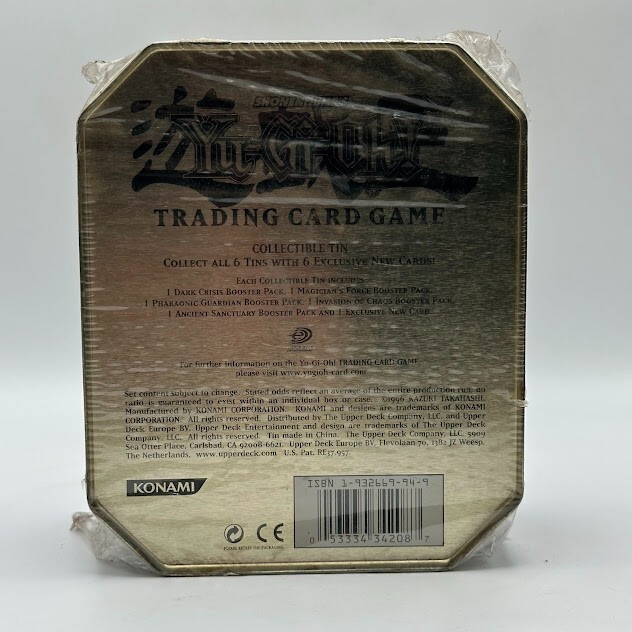 SHONEN JUMP
遊☆戯☆王
Yu-Gi-Oh!
TRADING CARD GAME
COLLECTIBLE TIN
COLLECT ALL 6 TINS WITH 6 EXCLUSIVE NEW CARDS!
EACH COLLECTIBLE TIN INCLUDES:
1 DARK CRISIS BOOSTER PACK, 1 MAGICIAN'S FORCE BOOSTER PACK,
1 PHARAONIC GUARDIAN BOOSTER PACK, 1 INVASION OF CHAOS BOOSTER PACK,
1 ANCIENT SANCTUARY BOOSTER PACK AND 1 EXCLUSIVE NEW CARD
For further information on the Yu-Gi-Oh! TRADING CARD GAME
please visit www.yugioh-card.com
Set content subject to change. Stated odds reflect an average of the entire production run; no
ratio is guaranteed to exist within an individual box or case. ©1996 KAZUKI TAKAHASHI.
Manufactured by KONAMI CORPORATION. KONAMI and designs are trademarks of KONAMI
CORPORATION. All rights reserved. Distributed by The Upper Deck Company, LLC. and Upper
Deck Europe BV. Upper Deck Entertainment and design are trademarks of The Upper Deck
Company, LLC. All rights reserved. Tin made in China. The Upper Deck Company, LLC, 5909
Sea Otter Place, Carlsbad, CA 92008-6621. Upper Deck Europe BV, Flevolaan 70, 1382 JZ Weesp,
The Netherlands. www.upperdeck.com U.S. Pat. RE37,957.
KONAMI
ISBN 1-932669-94-9
CE
0 53334 34208 7